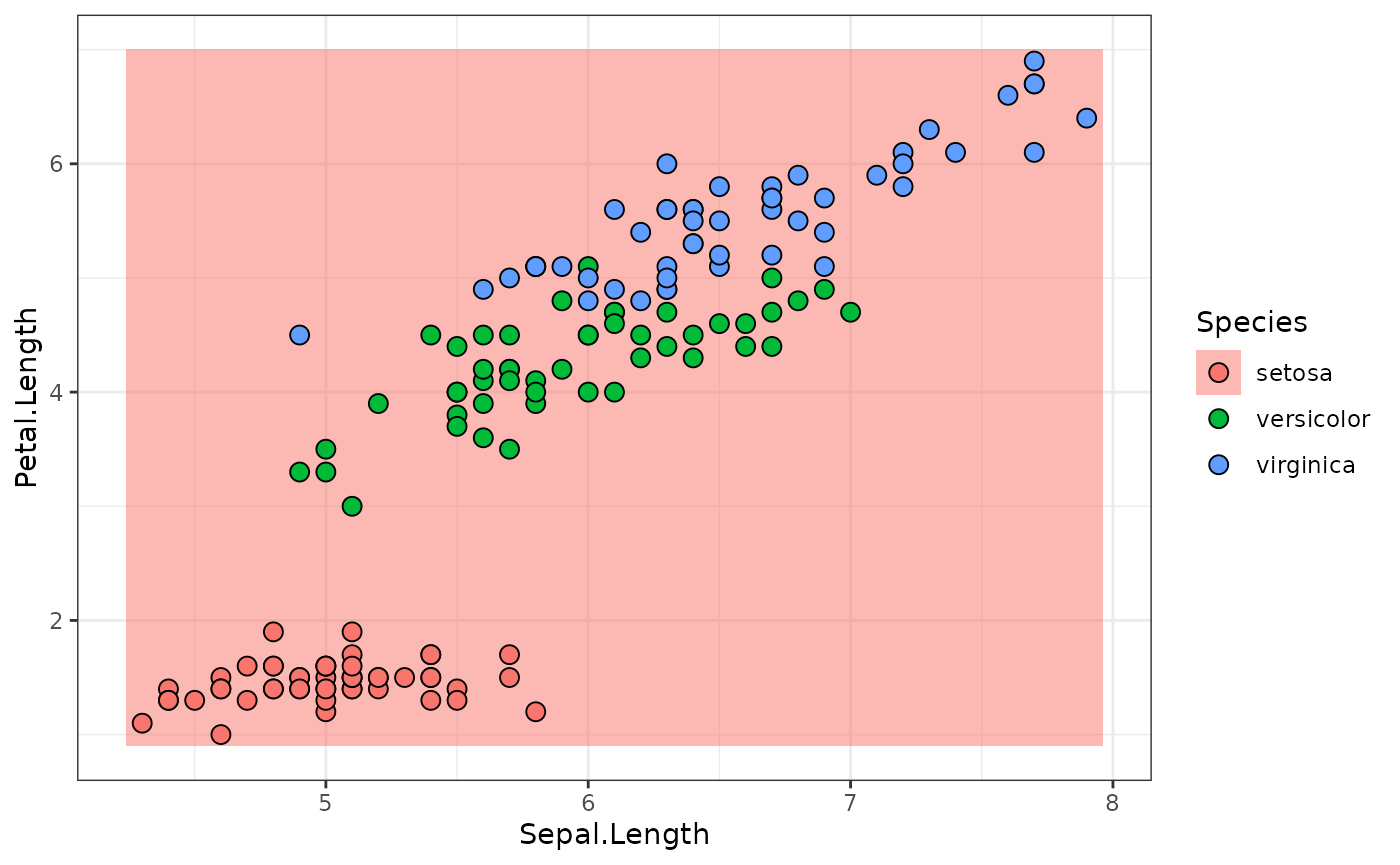 6
4
2
Petal.Length
5 6 7 8
Sepal.Length
Species
setosa
versicolor
virginica